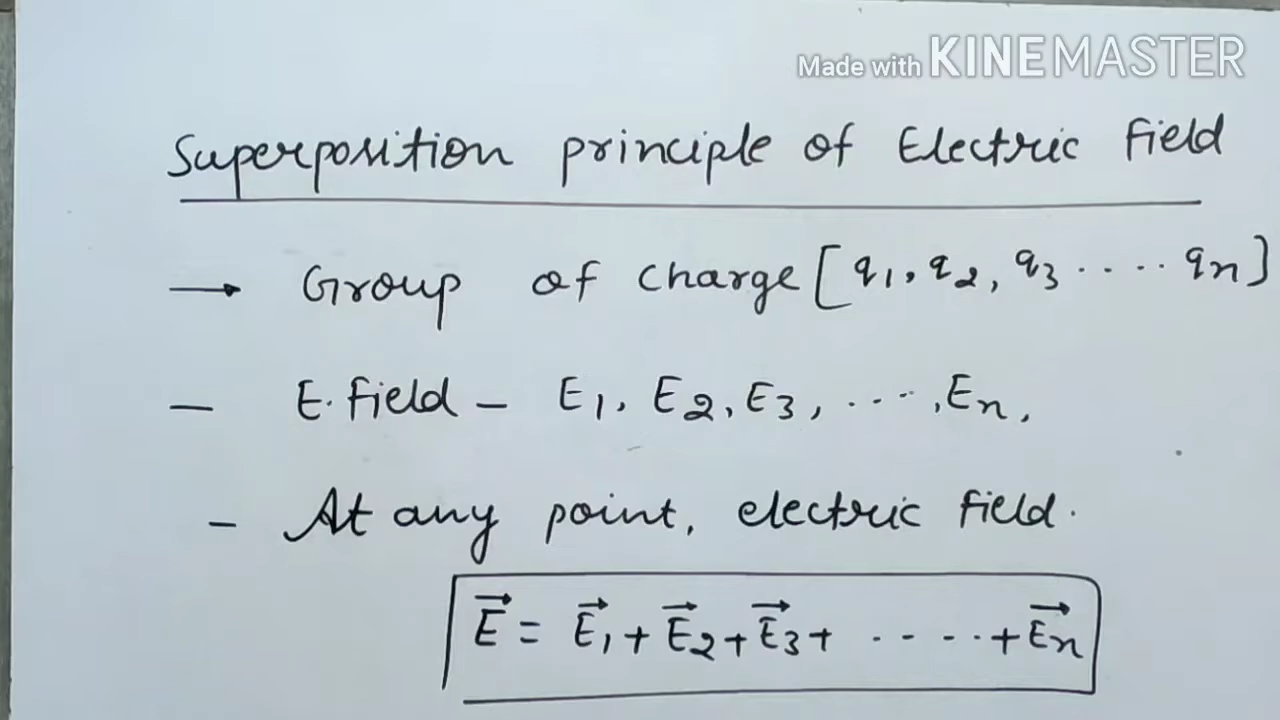 Made with KINEMASTER
Superposition principle of Electric Field
→ Group of charge [q₁, q₂, q₃ ..... qₙ]
– E. Field – E₁, E₂, E₃, ...., Eₙ,
– At any point, electric field.
E⃗ = E⃗₁ + E⃗₂ + E⃗₃ + ..... + E⃗ₙ